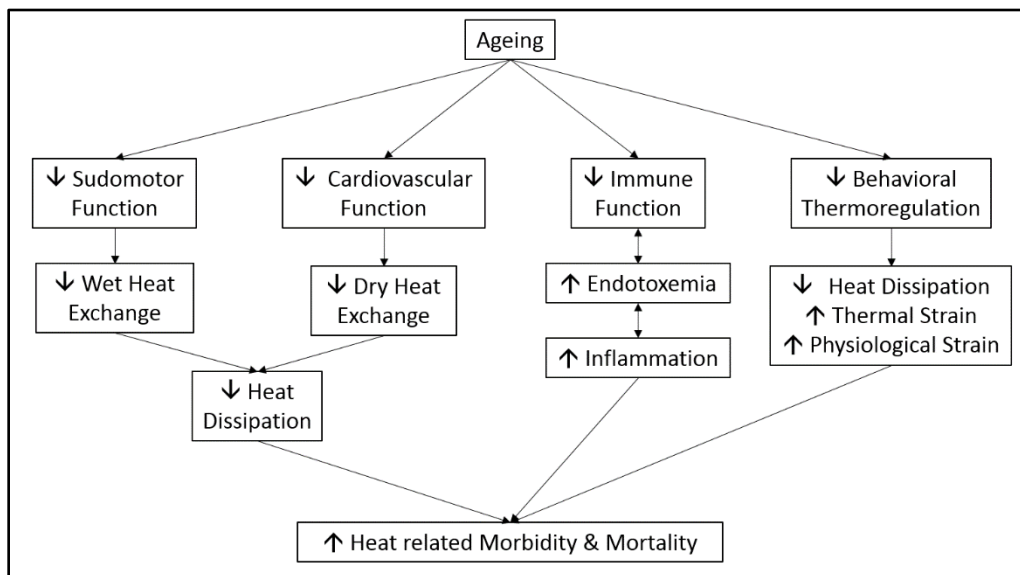 Ageing
↓ Sudomotor
Function
↓ Cardiovascular
Function
↓ Immune
Function
↓ Behavioral
Thermoregulation
↓ Wet Heat
Exchange
↓ Dry Heat
Exchange
↑ Endotoxemia
↓ Heat Dissipation
↑ Thermal Strain
↑ Physiological Strain
↑ Inflammation
↓ Heat
Dissipation
↑ Heat related Morbidity & Mortality